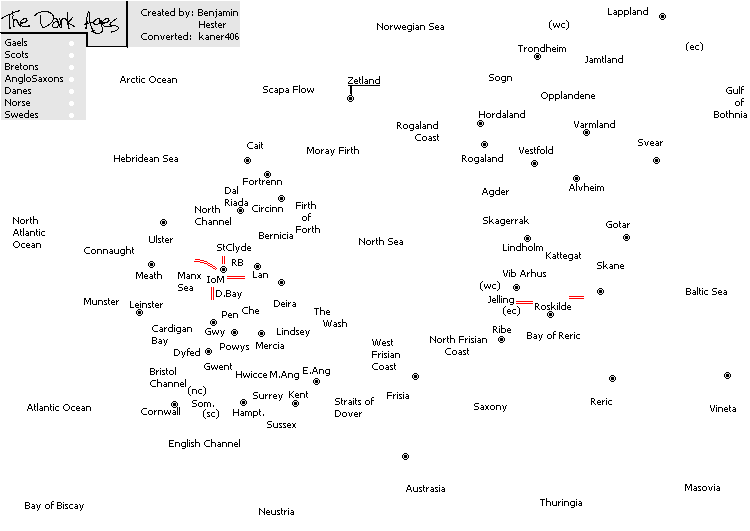 The Dark Ages
Created by: Benjamin
Hester
Converted: kaner406
Gaels
Scots
Bretons
AngloSaxons
Danes
Norse
Swedes
Lappland
Norwegian Sea
(wc)
Trondheim
(ec)
Jamtland
Arctic Ocean
Zetland
Sogn
Scapa Flow
Opplandene
Gulf
of
Bothnia
Hordaland
Rogaland
Coast
Varmland
Cait
Moray Firth
Vestfold
Svear
Hebridean Sea
Rogaland
Fortrenn
Alvheim
Dal
Riada
Agder
North
Channel
Circinn
Firth
of
Forth
North
Atlantic
Ocean
Skagerrak
Gotar
Ulster
Bernicia
North Sea
Lindholm
Connaught
StClyde
Kattegat
RB
Skane
Meath
Manx
Sea
IoM
Lan
Vib Arhus
(wc)
D.Bay
Baltic Sea
Munster
Leinster
Deira
Jelling
(ec)
Roskilde
Pen
Che
The
Wash
Cardigan
Bay
Gwy
Lindsey
Ribe
Bay of Reric
North Frisian
Coast
Powys
Mercia
West
Frisian
Coast
Dyfed
Gwent
Bristol
Channel
Hwicce
M.Ang
E.Ang
(nc)
Surrey
Kent
Frisia
Som.
(sc)
Straits of
Dover
Reric
Atlantic Ocean
Cornwall
Hampt.
Saxony
Vineta
Sussex
English Channel
Austrasia
Masovia
Bay of Biscay
Thuringia
Neustria